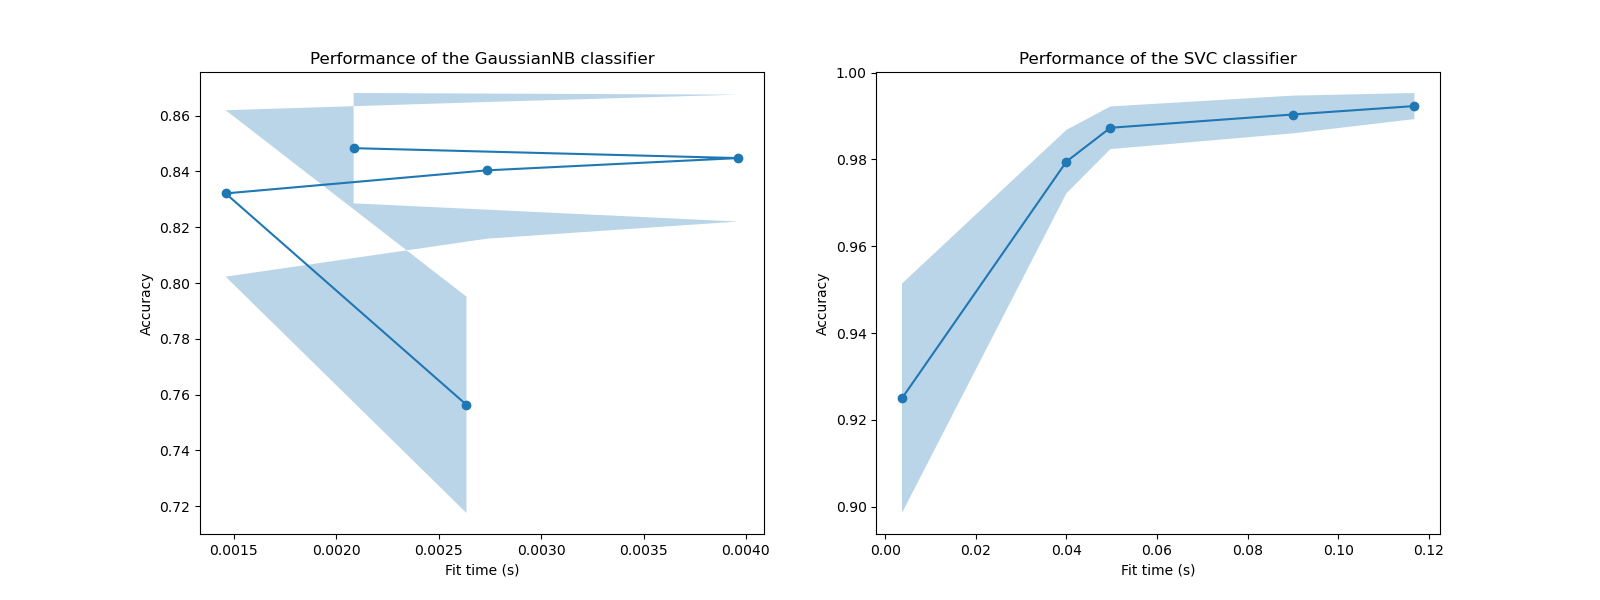 Performance of the GaussianNB classifier
0.86
0.84
0.82
0.80
0.78
0.76
0.74
0.72
Accuracy
0.0015 0.0020 0.0025 0.0030 0.0035 0.0040
Fit time (s)
Performance of the SVC classifier
1.00
0.98
0.96
0.94
0.92
0.90
Accuracy
0.00 0.02 0.04 0.06 0.08 0.10 0.12
Fit time (s)